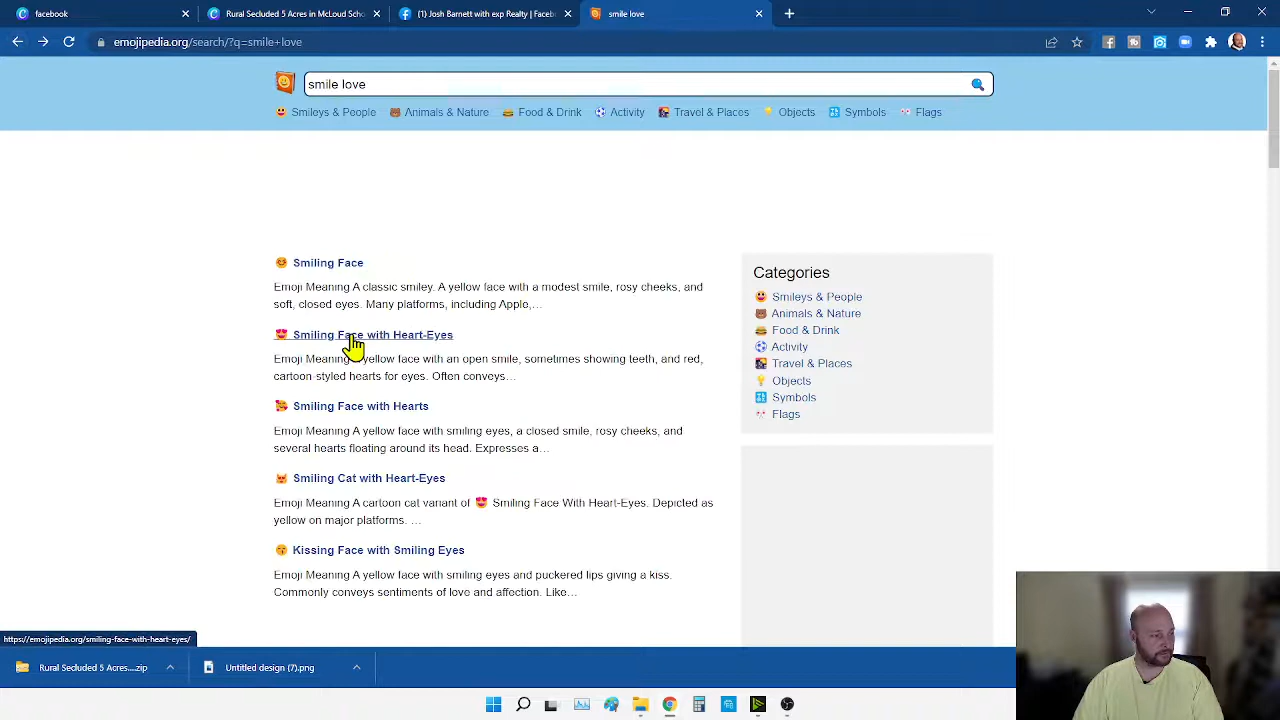 facebook
Rural Secluded 5 Acres in McLoud Scho
(1) Josh Barnett with exp Realty | Faceb
smile love
emojipedia.org/search/?q=smile+love
smile love
Smileys & People
Animals & Nature
Food & Drink
Activity
Travel & Places
Objects
Symbols
Flags
Smiling Face
Emoji Meaning A classic smiley. A yellow face with a modest smile, rosy cheeks, and
soft, closed eyes. Many platforms, including Apple,…
Smiling Face with Heart-Eyes
Emoji Meaning yellow face with an open smile, sometimes showing teeth, and red,
cartoon-styled hearts for eyes. Often conveys…
Smiling Face with Hearts
Emoji Meaning A yellow face with smiling eyes, a closed smile, rosy cheeks, and
several hearts floating around its head. Expresses a…
Smiling Cat with Heart-Eyes
Emoji Meaning A cartoon cat variant of 😍 Smiling Face With Heart-Eyes. Depicted as
yellow on major platforms. …
Kissing Face with Smiling Eyes
Emoji Meaning A yellow face with smiling eyes and puckered lips giving a kiss.
Commonly conveys sentiments of love and affection. Like…
Categories
Smileys & People
Animals & Nature
Food & Drink
Activity
Travel & Places
Objects
Symbols
Flags
https://emojipedia.org/smiling-face-with-heart-eyes/
Rural Secluded 5 Acres....zip
Untitled design (7).png